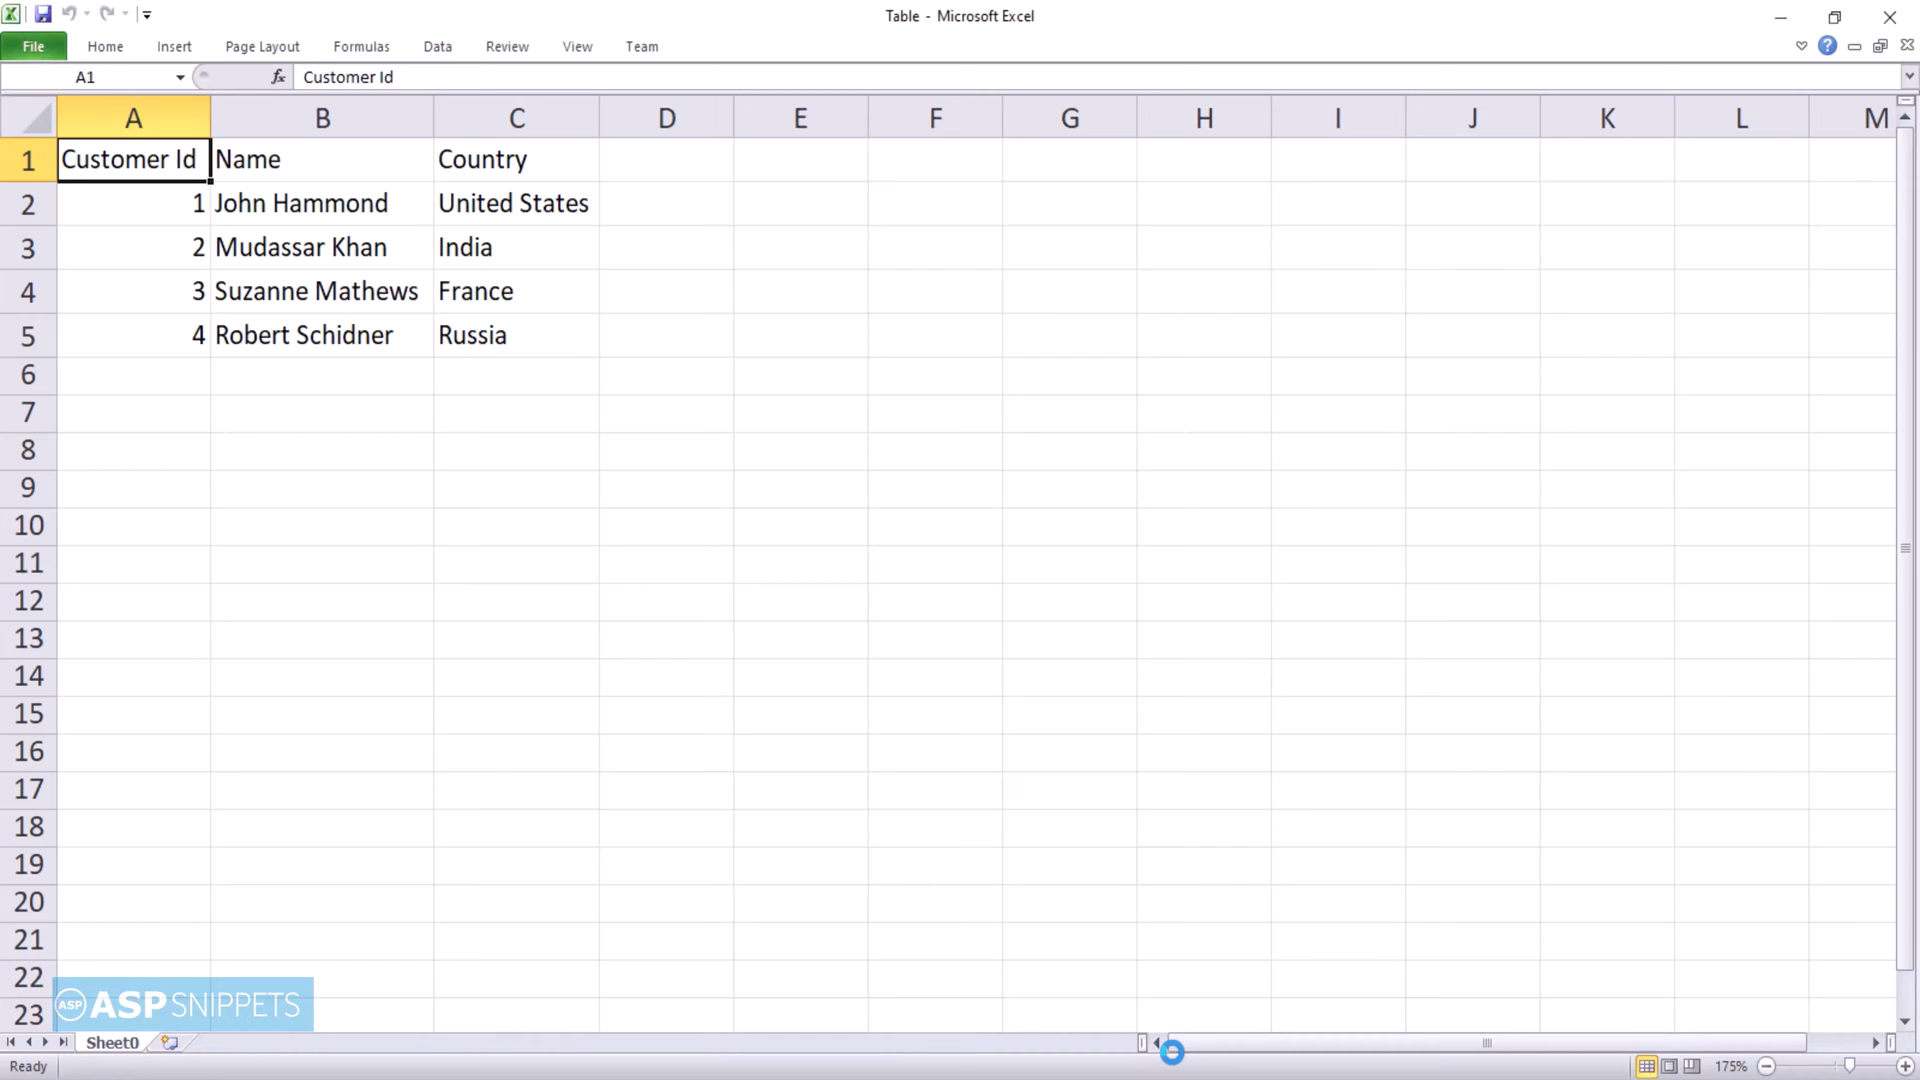 Table - Microsoft Excel
File Home Insert Page Layout Formulas Data Review View Team
A1 fx Customer Id
A B C D E F G H I J K L M
1 Customer Id Name Country
2 1 John Hammond United States
3 2 Mudassar Khan India
4 3 Suzanne Mathews France
5 4 Robert Schidner Russia
6
7
8
9
10
11
12
13
14
15
16
17
18
19
20
21
22
23
ASP ASPSNIPPETS
Sheet0
Ready 175%